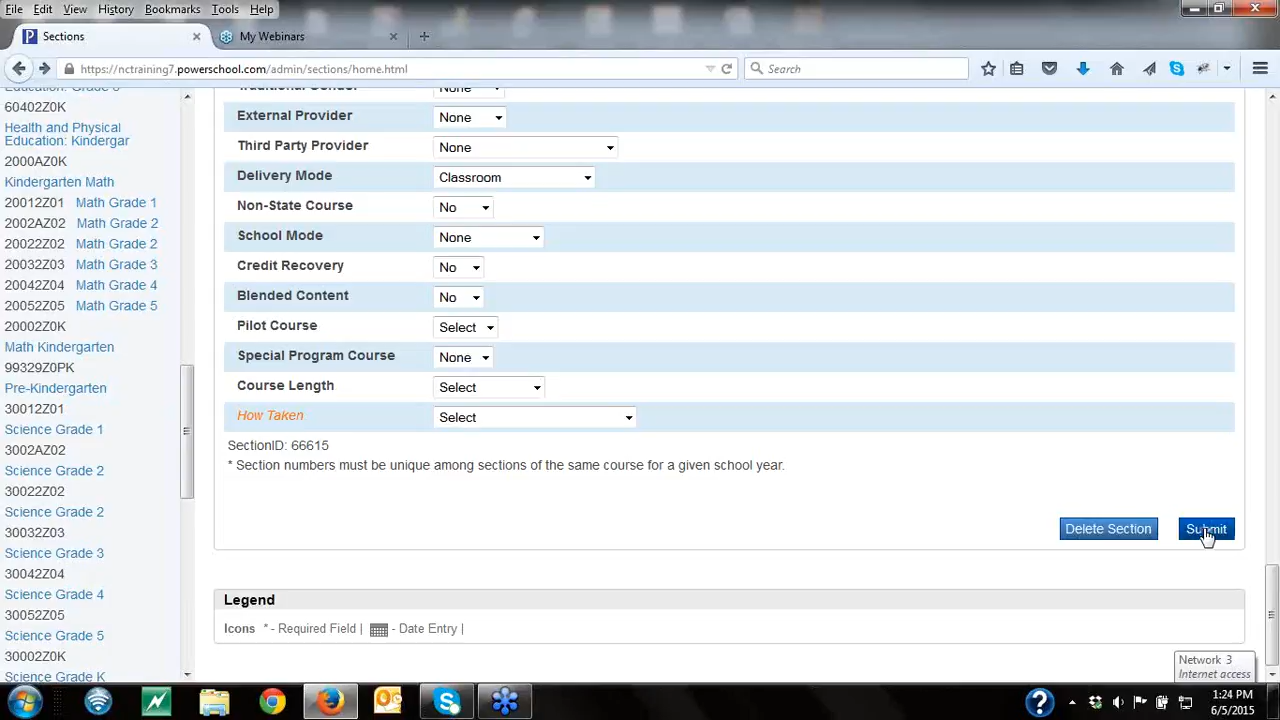 File Edit View History Bookmarks Tools Help
Sections
My Webinars
https://nctraining7.powerschool.com/admin/sections/home.html
Search
60402Z0K
Health and Physical
Education: Kindergar
2000AZ0K
Kindergarten Math
20012Z01 Math Grade 1
2002AZ02 Math Grade 2
20022Z02 Math Grade 2
20032Z03 Math Grade 3
20042Z04 Math Grade 4
20052Z05 Math Grade 5
20002Z0K
Math Kindergarten
99329Z0PK
Pre-Kindergarten
30012Z01
Science Grade 1
3002AZ02
Science Grade 2
30022Z02
Science Grade 2
30032Z03
Science Grade 3
30042Z04
Science Grade 4
30052Z05
Science Grade 5
30002Z0K
Science Grade K
None
External Provider None
Third Party Provider None
Delivery Mode Classroom
Non-State Course No
School Mode None
Credit Recovery No
Blended Content No
Pilot Course Select
Special Program Course None
Course Length Select
How Taken Select
SectionID: 66615
* Section numbers must be unique among sections of the same course for a given school year.
Delete Section Submit
Legend
Icons * - Required Field | - Date Entry |
Network 3
Internet access
1:24 PM
6/5/2015